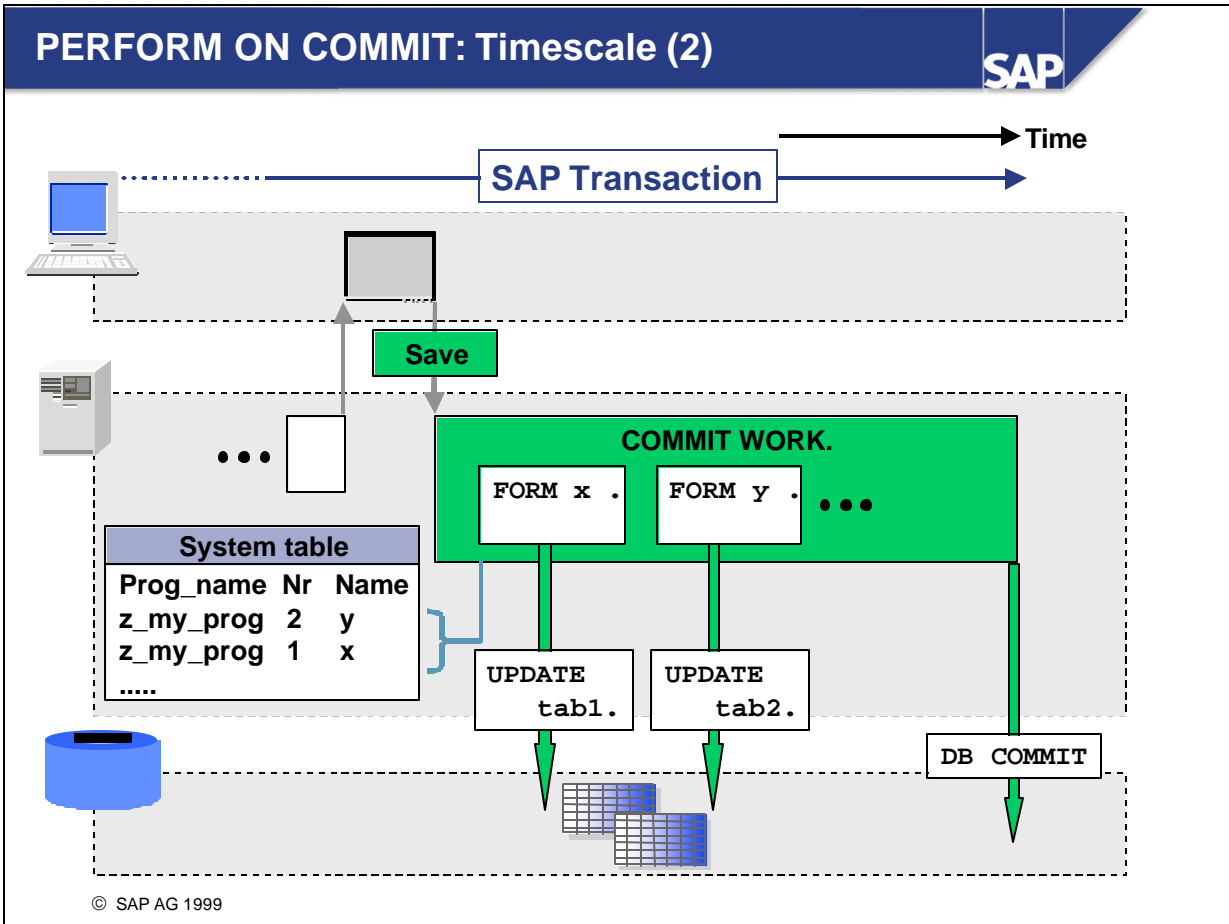 PERFORM ON COMMIT: Timescale (2)
SAP
Time
SAP Transaction
Save
COMMIT WORK.
FORM x .
FORM y .
System table
Prog_name Nr Name
z_my_prog 2 y
z_my_prog 1 x
.....
UPDATE
tab1.
UPDATE
tab2.
DB COMMIT
© SAP AG 1999